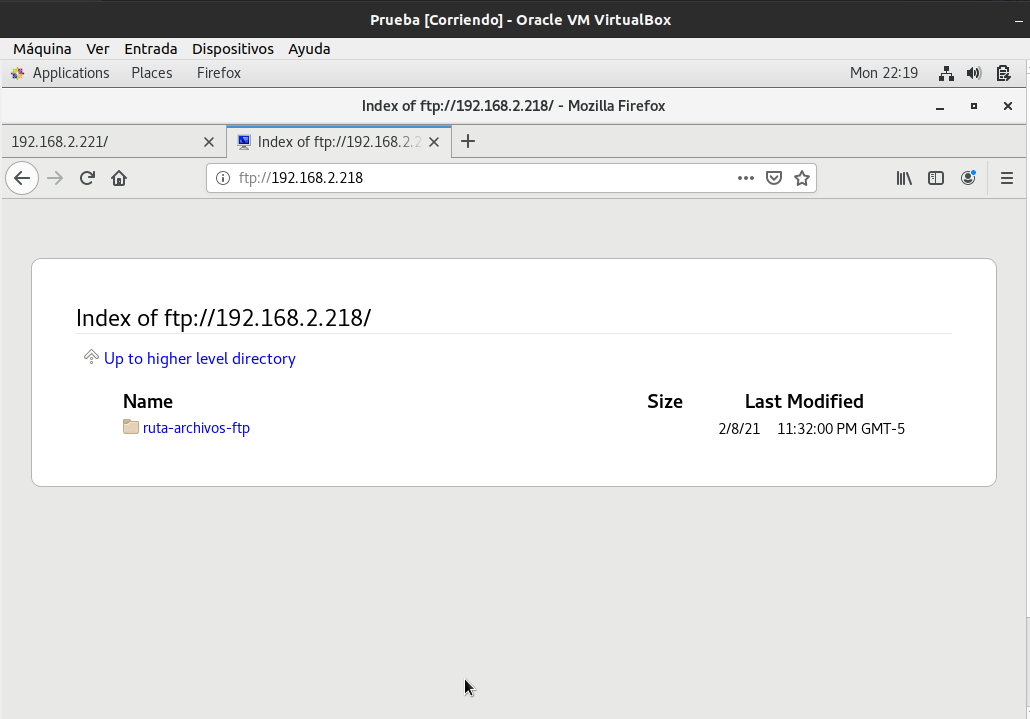 Prueba [Corriendo] - Oracle VM VirtualBox
Máquina Ver Entrada Dispositivos Ayuda
Applications Places Firefox Mon 22:19
Index of ftp://192.168.2.218/ - Mozilla Firefox
192.168.2.221/ Index of ftp://192.168.2.2
ftp://192.168.2.218
Index of ftp://192.168.2.218/
Up to higher level directory
Name Size Last Modified
ruta-archivos-ftp 2/8/21 11:32:00 PM GMT-5